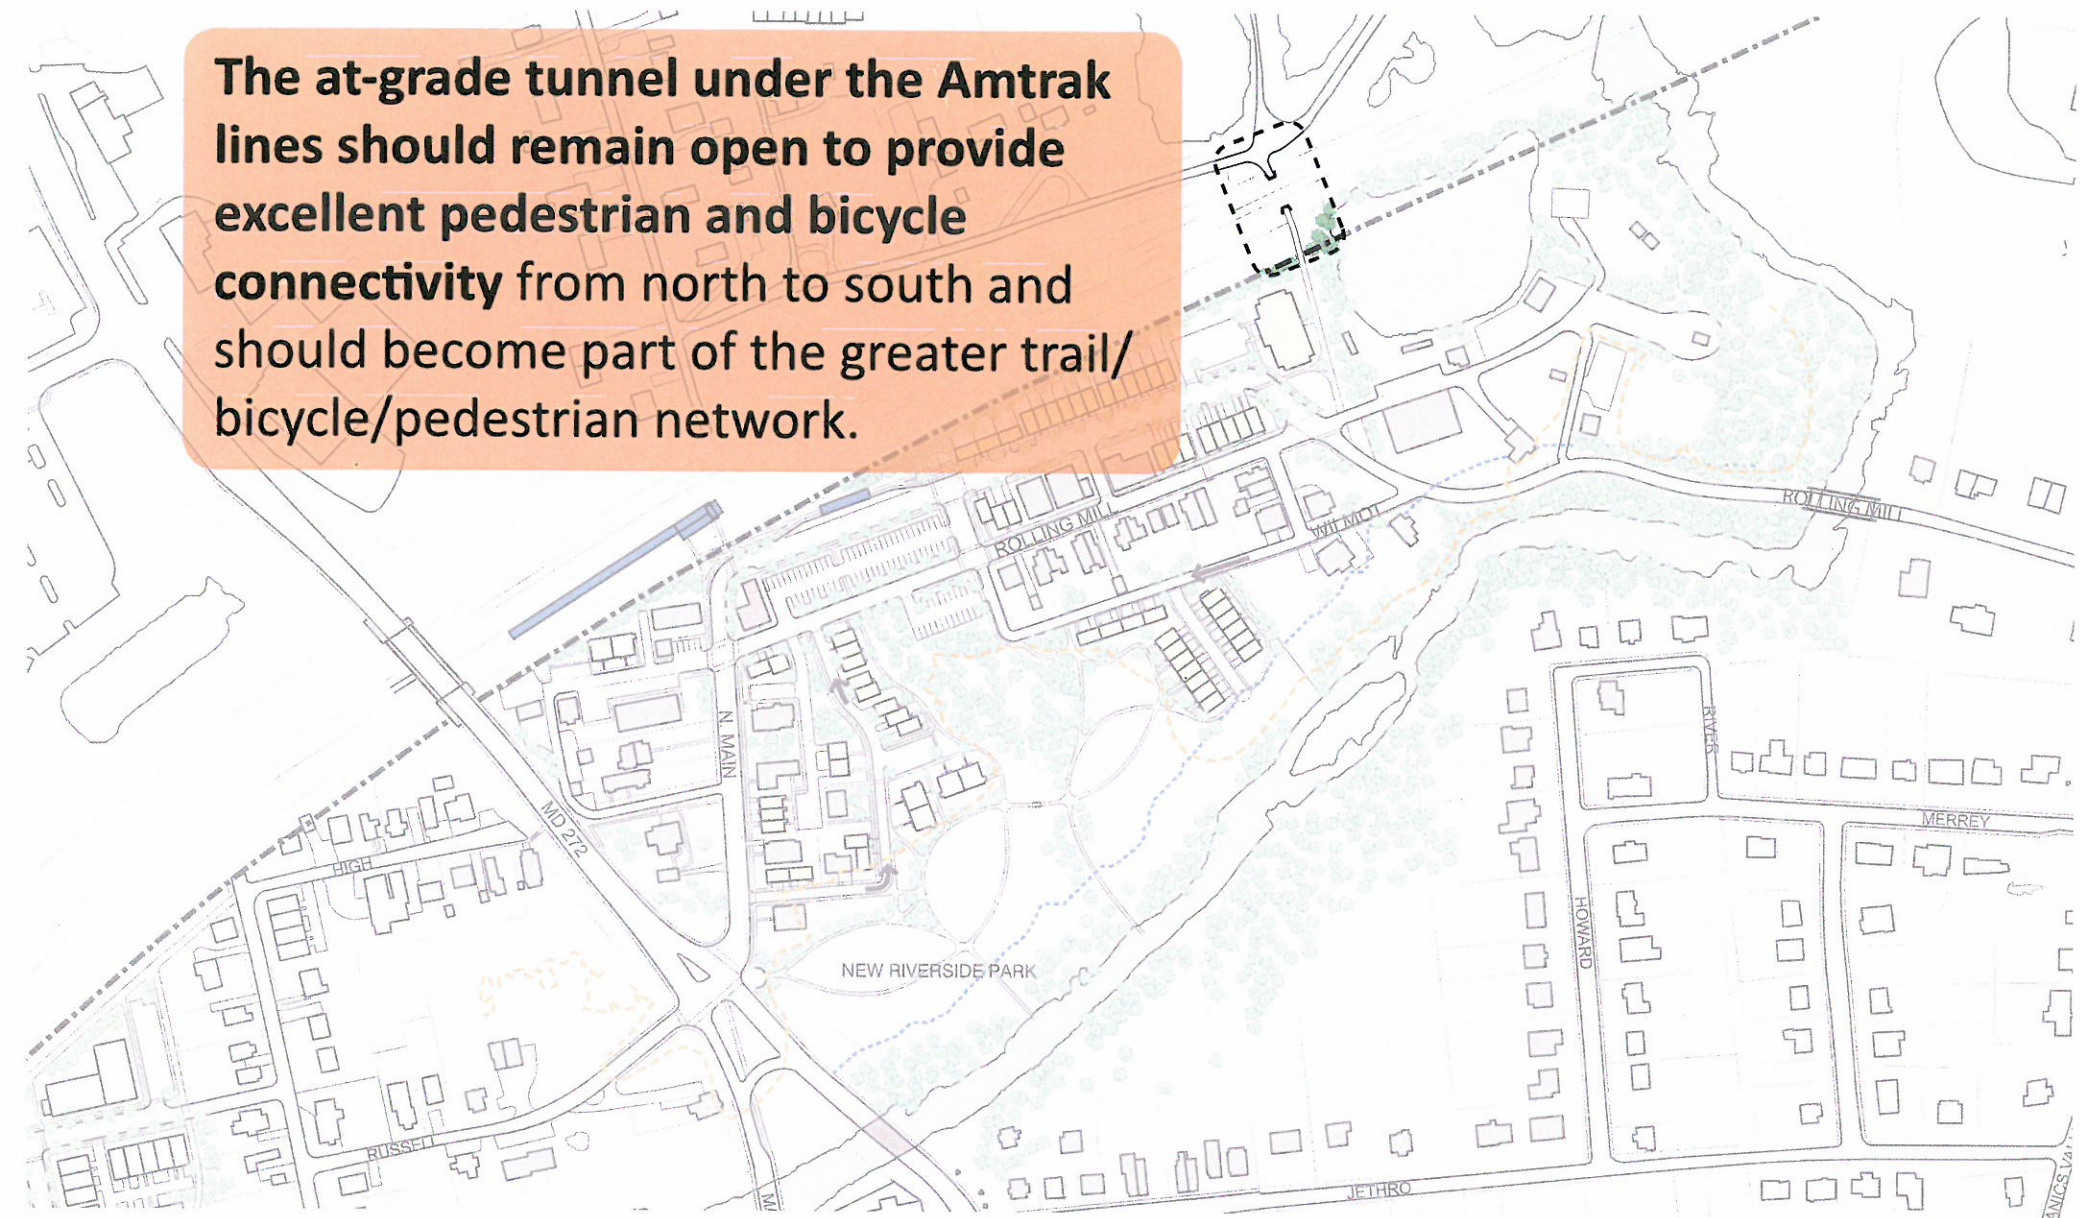 The at-grade tunnel under the Amtrak
lines should remain open to provide
excellent pedestrian and bicycle
connectivity from north to south and
should become part of the greater trail/
bicycle/pedestrian network.
ROLLING MILL
ROLLING MILL
WILMOT
N. MAIN
RIVER
MD 272
MERREY
HIGH
HOWARD
NEW RIVERSIDE PARK
RUSSELL
JETHRO